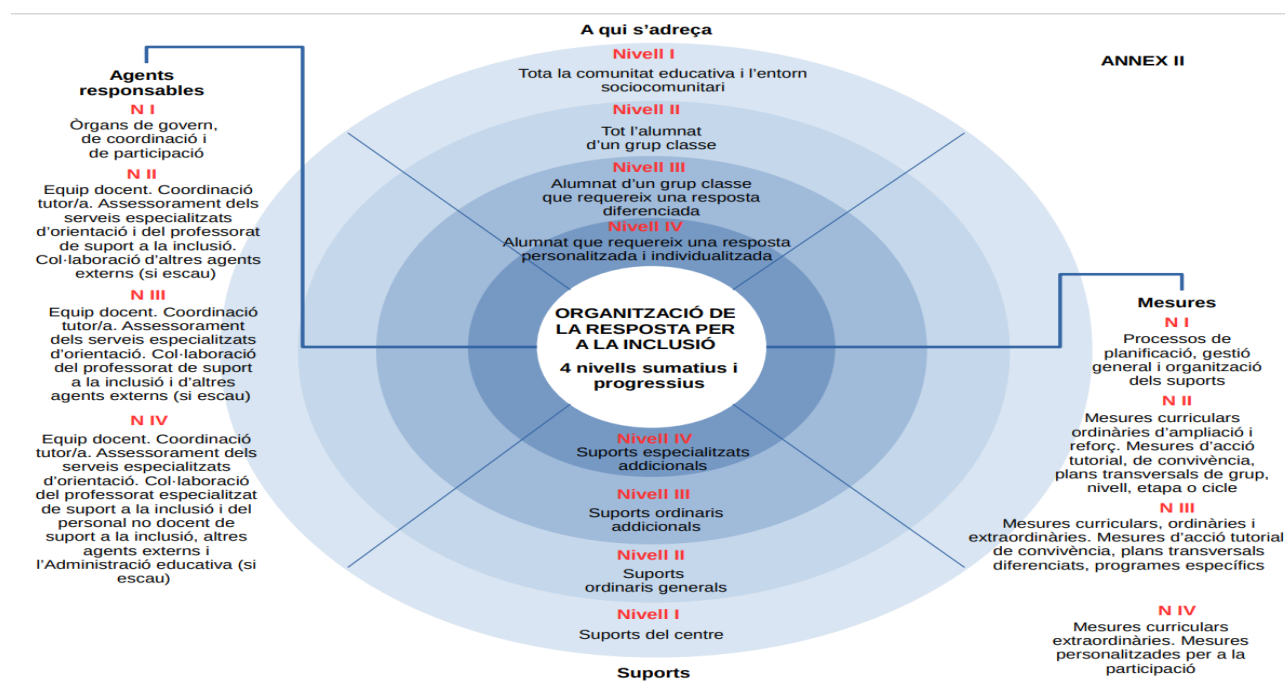 A qui s’adreça
Nivell I
Tota la comunitat educativa i l’entorn
sociocomunitari
Nivell II
Tot l’alumnat
d’un grup classe
Nivell III
Alumnat d’un grup classe
que requereix una resposta
diferenciada
Nivell IV
Alumnat que requereix una resposta
personalitzada i individualitzada
ANNEX II
Agents
responsables
N I
Òrgans de govern,
de coordinació i
de participació
N II
Equip docent. Coordinació
tutor/a. Assessorament dels
serveis especialitzats
d’orientació i del professorat
de suport a la inclusió.
Col·laboració d’altres agents
externs (si escau)
N III
Equip docent. Coordinació
tutor/a. Assessorament
dels serveis especialitzats
d’orientació. Col·laboració
del professorat de suport
a la inclusió i d’altres
agents externs (si escau)
N IV
Equip docent. Coordinació
tutor/a. Assessorament dels
serveis especialitzats
d’orientació. Col·laboració
del professorat especialitzat
de suport a la inclusió i del
personal no docent de
suport a la inclusió, altres
agents externs i
l’Administració educativa (si
escau)
ORGANITZACIÓ DE
LA RESPOSTA PER
A LA INCLUSIÓ
4 nivells sumatius i
progressius
Mesures
N I
Processos de
planificació, gestió
general i organització
dels suports
N II
Mesures curriculars
ordinàries d’ampliació i
reforç. Mesures d’acció
tutorial, de convivència,
plans transversals de grup,
nivell, etapa o cicle
N III
Mesures curriculars, ordinàries i
extraordinàries. Mesures d’acció tutorial
de convivència, plans transversals
diferenciats, programes específics
N IV
Mesures curriculars
extraordinàries. Mesures
personalitzades per a la
participació
Nivell IV
Suports especialitzats
addicionals
Nivell III
Suports ordinaris
addicionals
Nivell II
Suports
ordinaris generals
Nivell I
Suports del centre
Suports